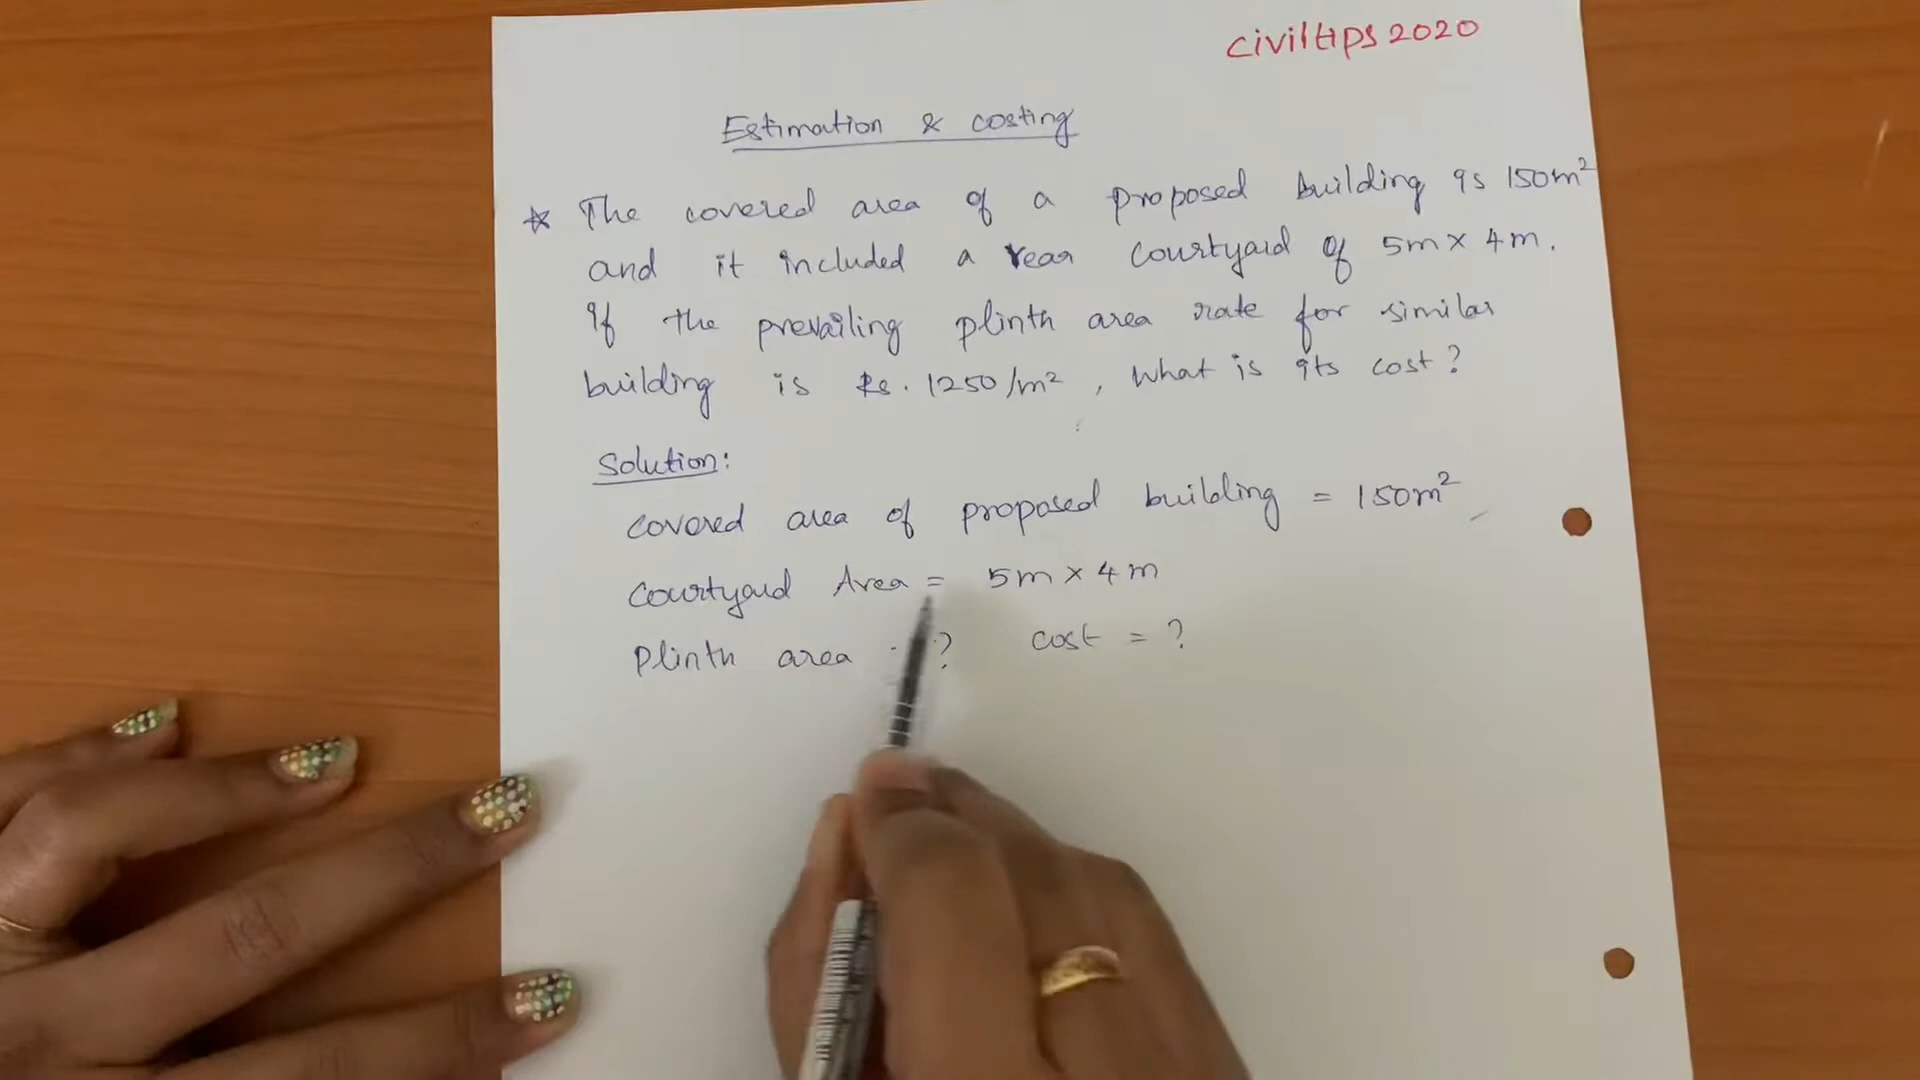 civiltips2020
Estimation & costing
* The covered area of a proposed building is 150m²
and it included a rear courtyard of 5m x 4m.
If the prevailing plinth area rate for similar
building is Rs. 1250/m², What is its cost?
Solution:
covered area of proposed building = 150m²
Courtyard Area = 5m x 4m
Plinth area ? cost = ?